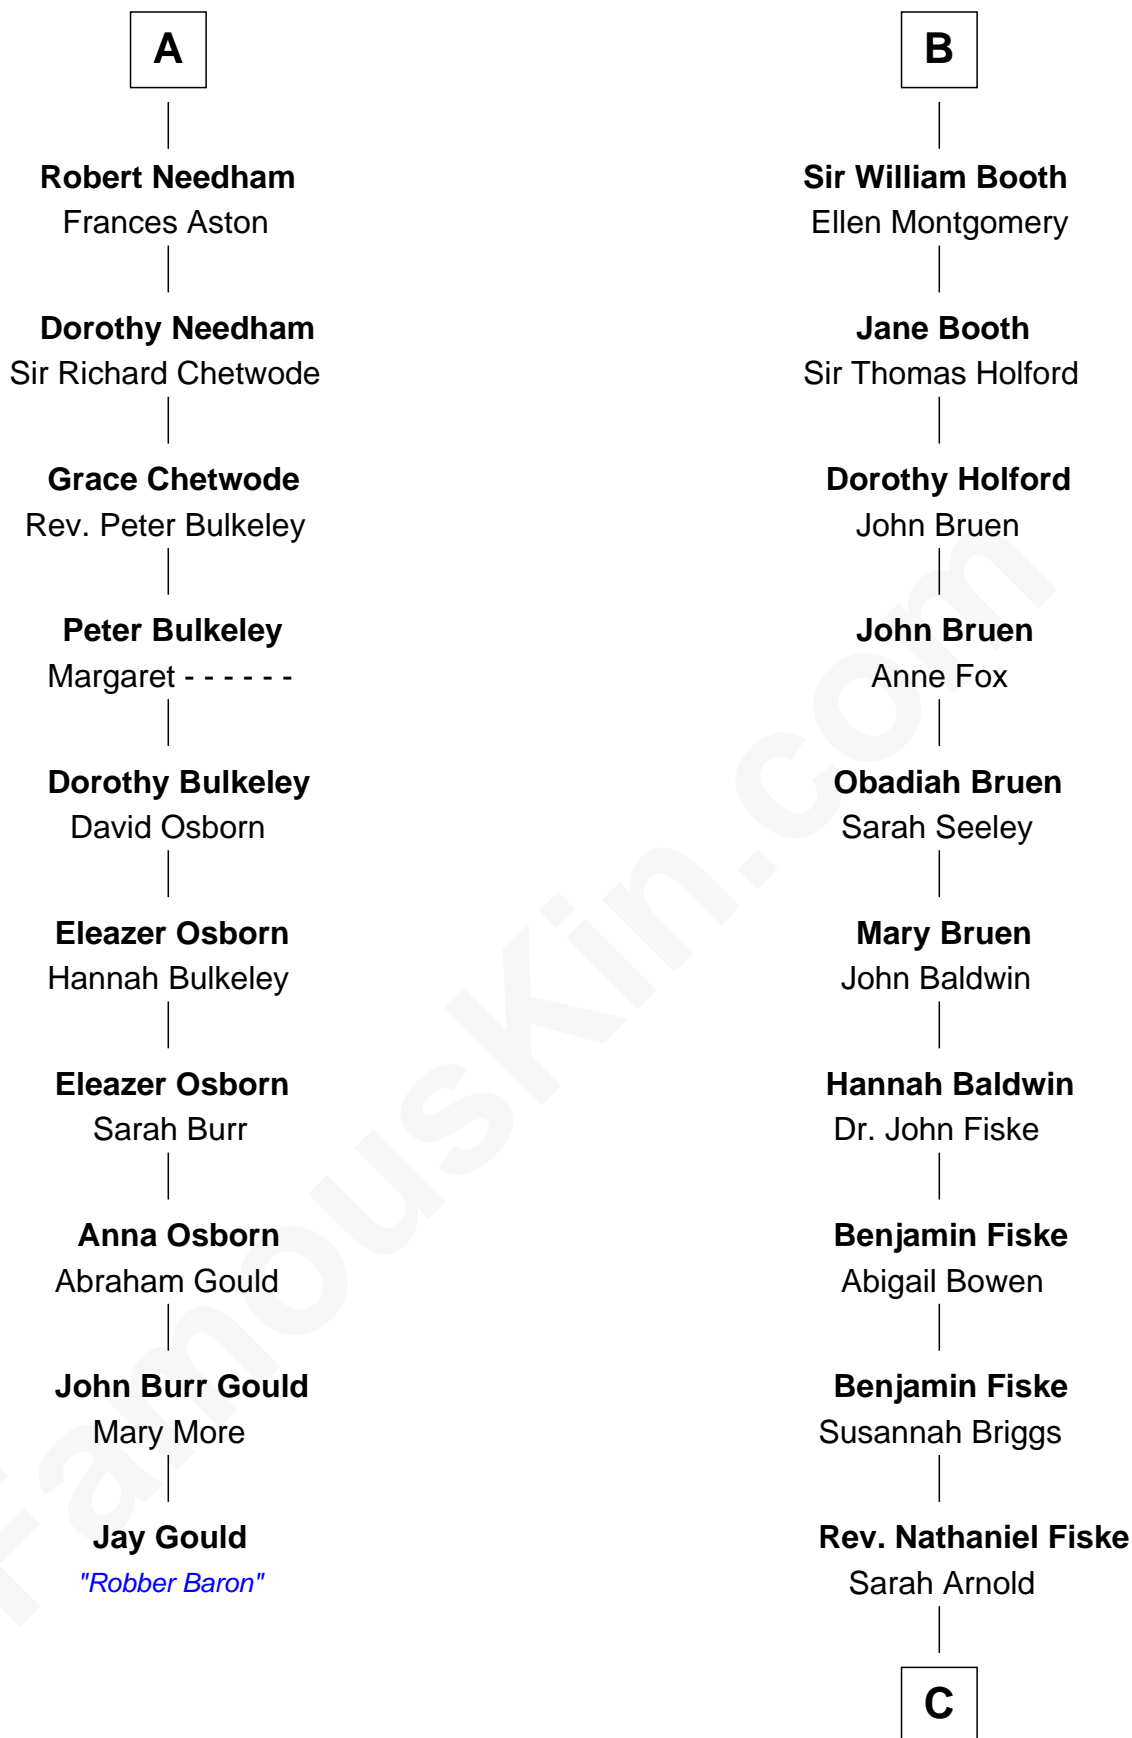 A
Robert Needham
Frances Aston
Dorothy Needham
Sir Richard Chetwode
Grace Chetwode
Rev. Peter Bulkeley
Peter Bulkeley
Margaret - - - - - -
Dorothy Bulkeley
David Osborn
Eleazer Osborn
Hannah Bulkeley
Eleazer Osborn
Sarah Burr
Anna Osborn
Abraham Gould
John Burr Gould
Mary More
Jay Gould
"Robber Baron"
B
Sir William Booth
Ellen Montgomery
Jane Booth
Sir Thomas Holford
Dorothy Holford
John Bruen
John Bruen
Anne Fox
Obadiah Bruen
Sarah Seeley
Mary Bruen
John Baldwin
Hannah Baldwin
Dr. John Fiske
Benjamin Fiske
Abigail Bowen
Benjamin Fiske
Susannah Briggs
Rev. Nathaniel Fiske
Sarah Arnold
C
FamousKin.com